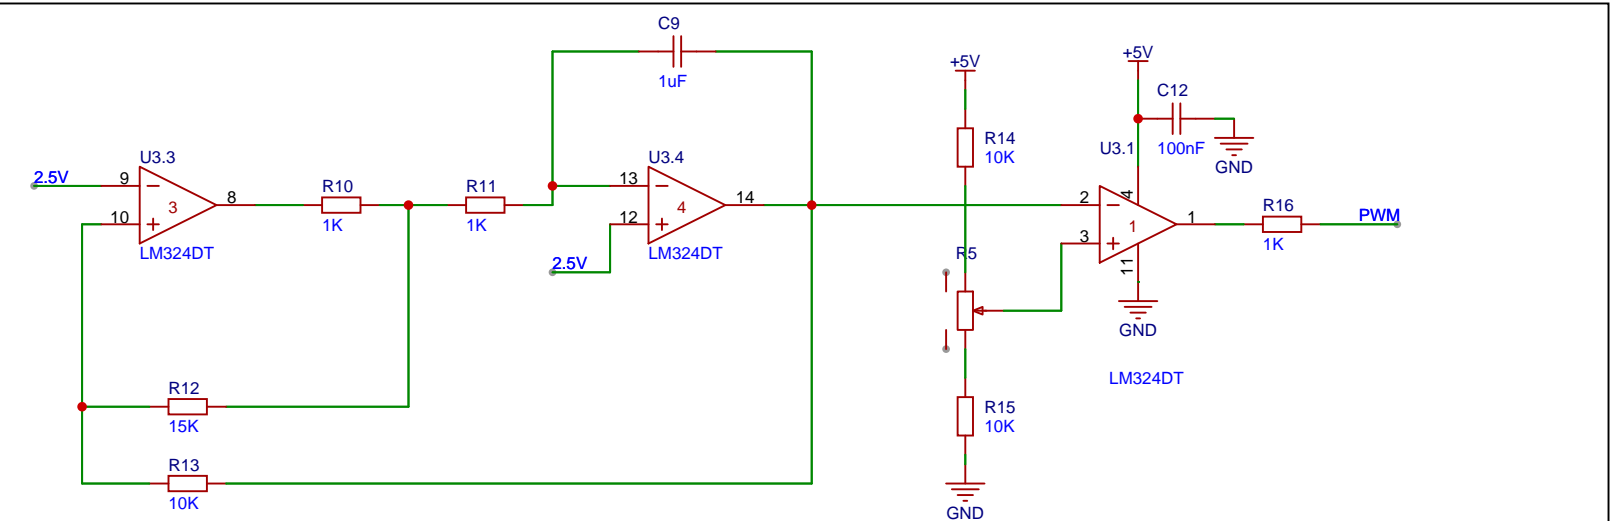 C9
1uF
+5V
+5V
C12
100nF
GND
R14
10K
U3.1
U3.3
2.5V
9
10
3
8
LM324DT
R10
1K
R11
1K
U3.4
13
12
4
14
LM324DT
2.5V
2
3
4
1
11
1
GND
R16
1K
PWM
R5
LM324DT
R12
15K
R13
10K
R15
10K
GND